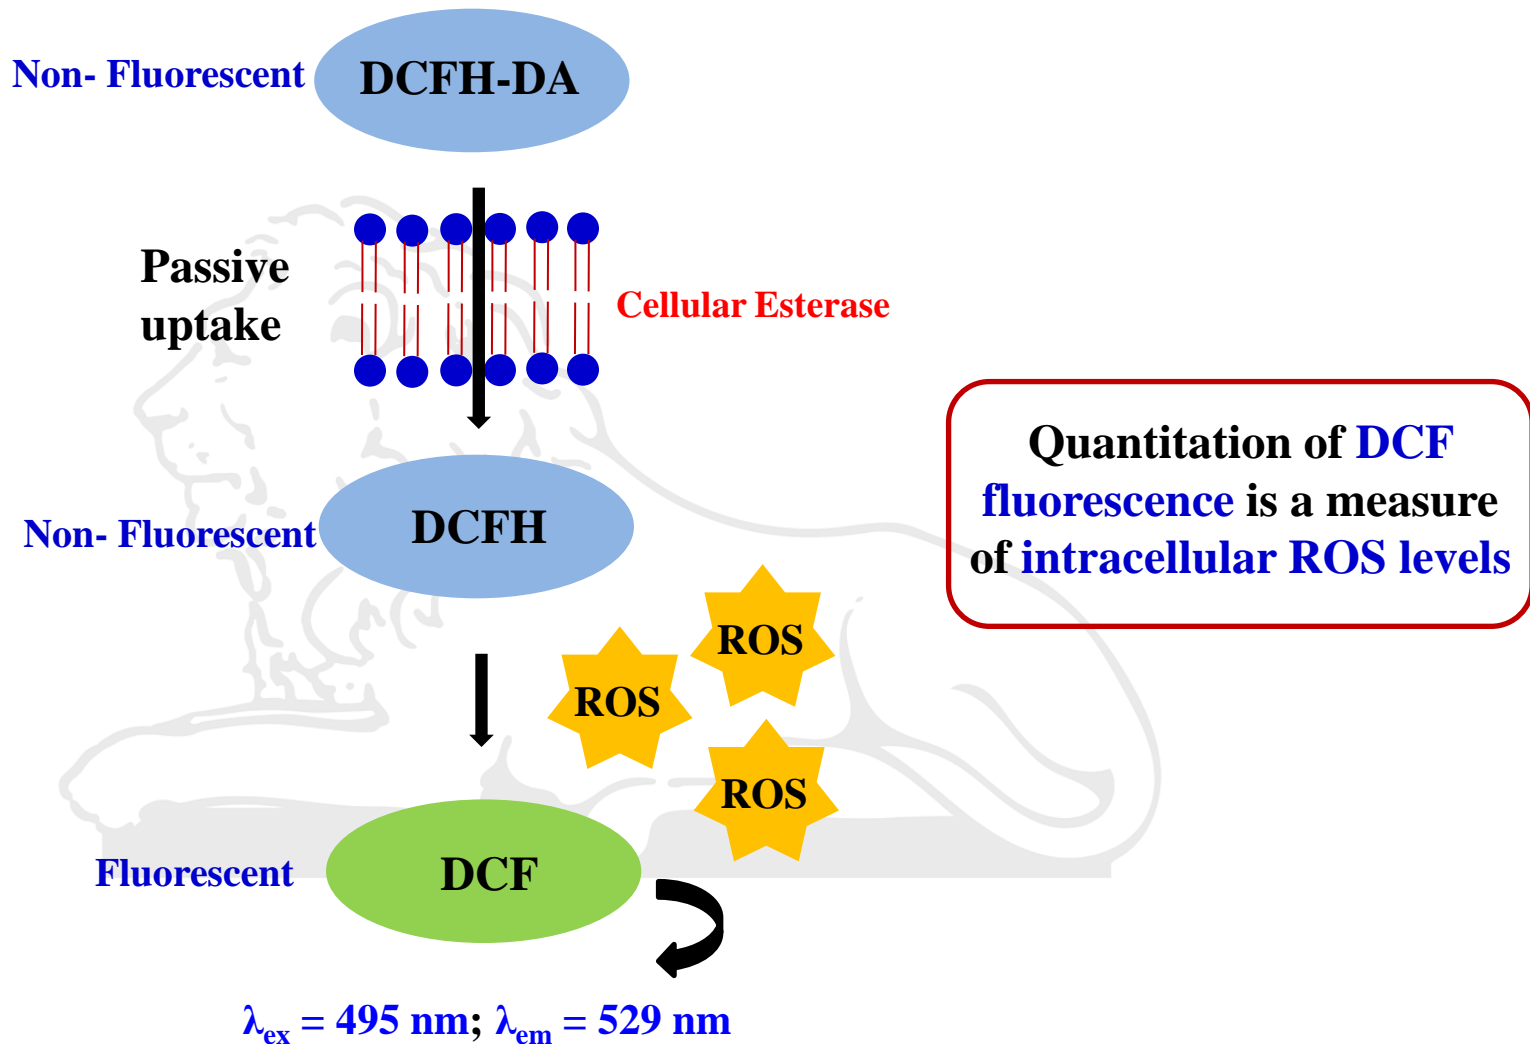 Non- Fluorescent
DCFH-DA
Passive
uptake
Cellular Esterase
Non- Fluorescent
DCFH
Quantitation of DCF
fluorescence is a measure
of intracellular ROS levels
ROS
ROS
ROS
Fluorescent
DCF
λex = 495 nm; λem = 529 nm